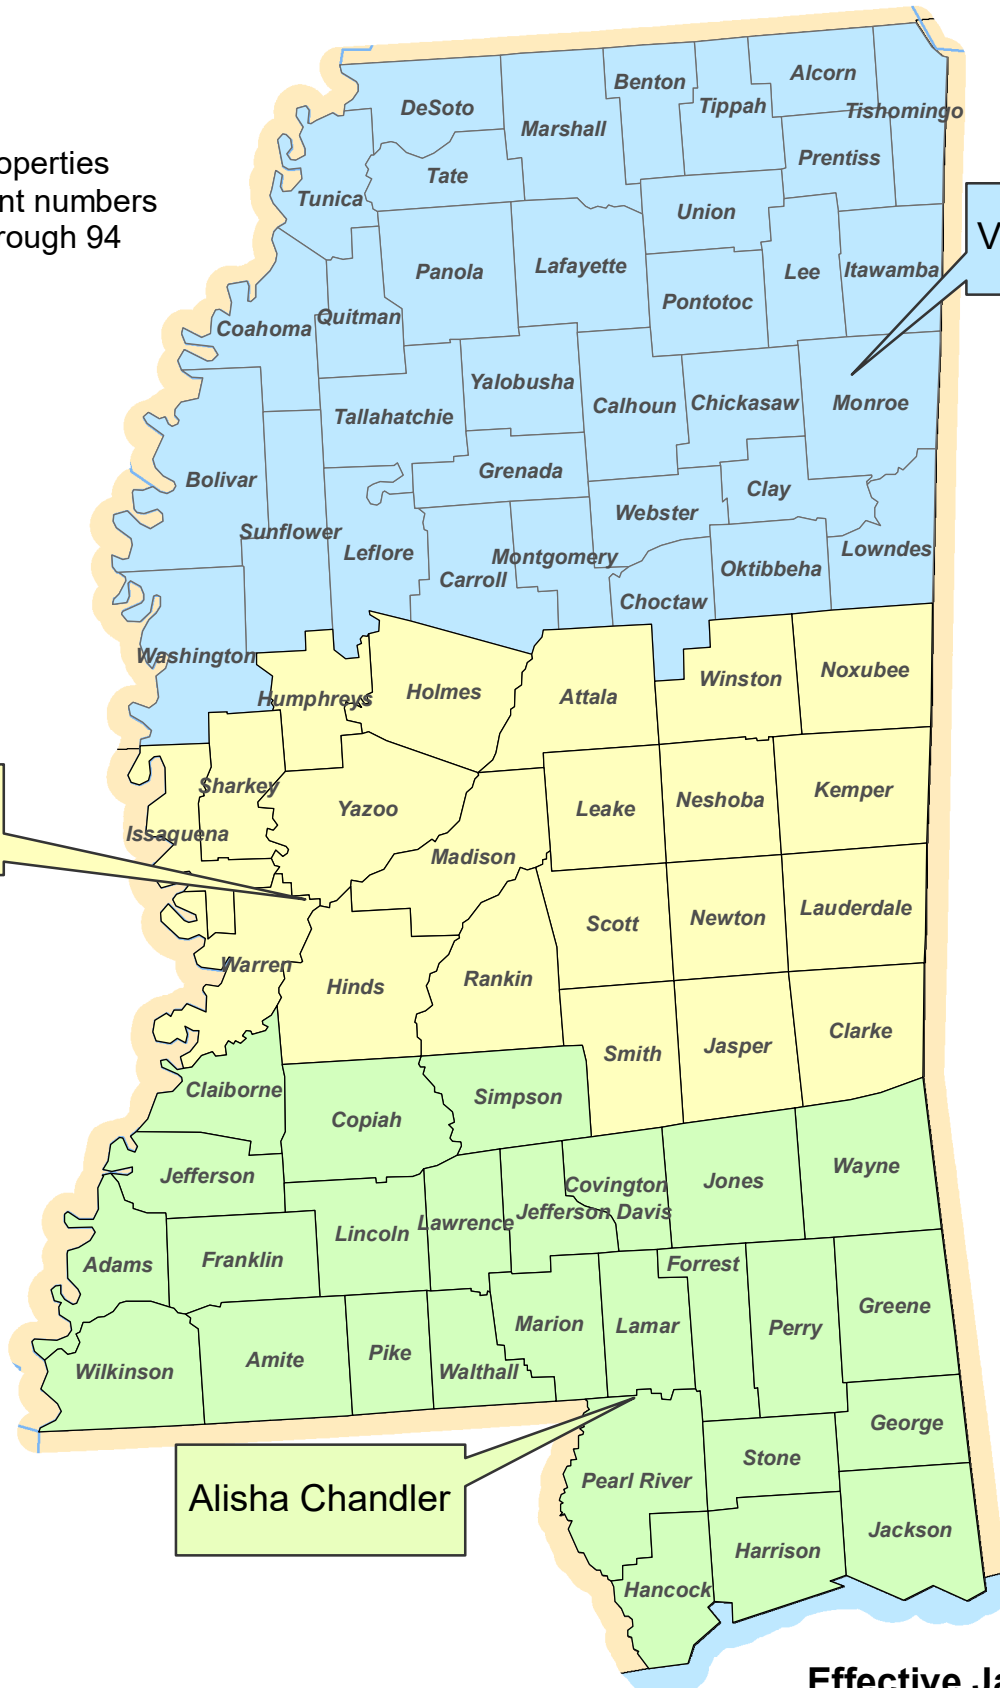 operties
nt numbers
rough 94
DeSoto
Marshall
Benton
Tippah
Alcorn
Tishomingo
Prentiss
Tate
Tunica
Union
V
Panola
Lafayette
Lee
Itawamba
Pontotoc
Quitman
Coahoma
Yalobusha
Tallahatchie
Calhoun
Chickasaw
Monroe
Bolivar
Grenada
Clay
Webster
Sunflower
Leflore
Montgomery
Carroll
Lowndes
Oktibbeha
Choctaw
Washington
Humphreys
Holmes
Attala
Winston
Noxubee
Sharkey
Yazoo
Leake
Neshoba
Kemper
Issaquena
Madison
Scott
Newton
Lauderdale
Warren
Hinds
Rankin
Smith
Jasper
Clarke
Claiborne
Copiah
Simpson
Jefferson
Covington
Jones
Wayne
Lawrence
Jefferson Davis
Lincoln
Adams
Franklin
Forrest
Marion
Lamar
Perry
Greene
Wilkinson
Amite
Pike
Walthall
George
Stone
Pearl River
Alisha Chandler
Harrison
Jackson
Hancock
Effective Ja